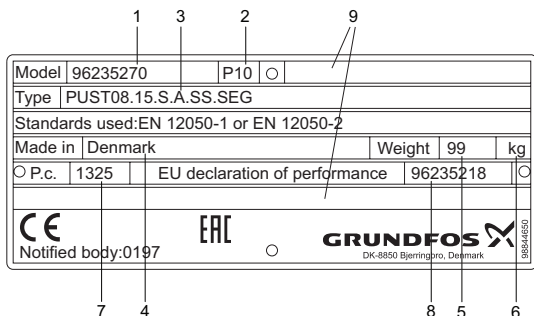 1 3 2 9
Model 96235270 P10
Type PUST08.15.S.A.SS.SEG
Standards used:EN 12050-1 or EN 12050-2
Made in Denmark Weight 99 kg
P.c. 1325 EU declaration of performance 96235218
CE EAC
GRUNDFOS
Notified body:0197
DK-8850 Bjerringbro, Denmark
98844650
7 4 8 5 6